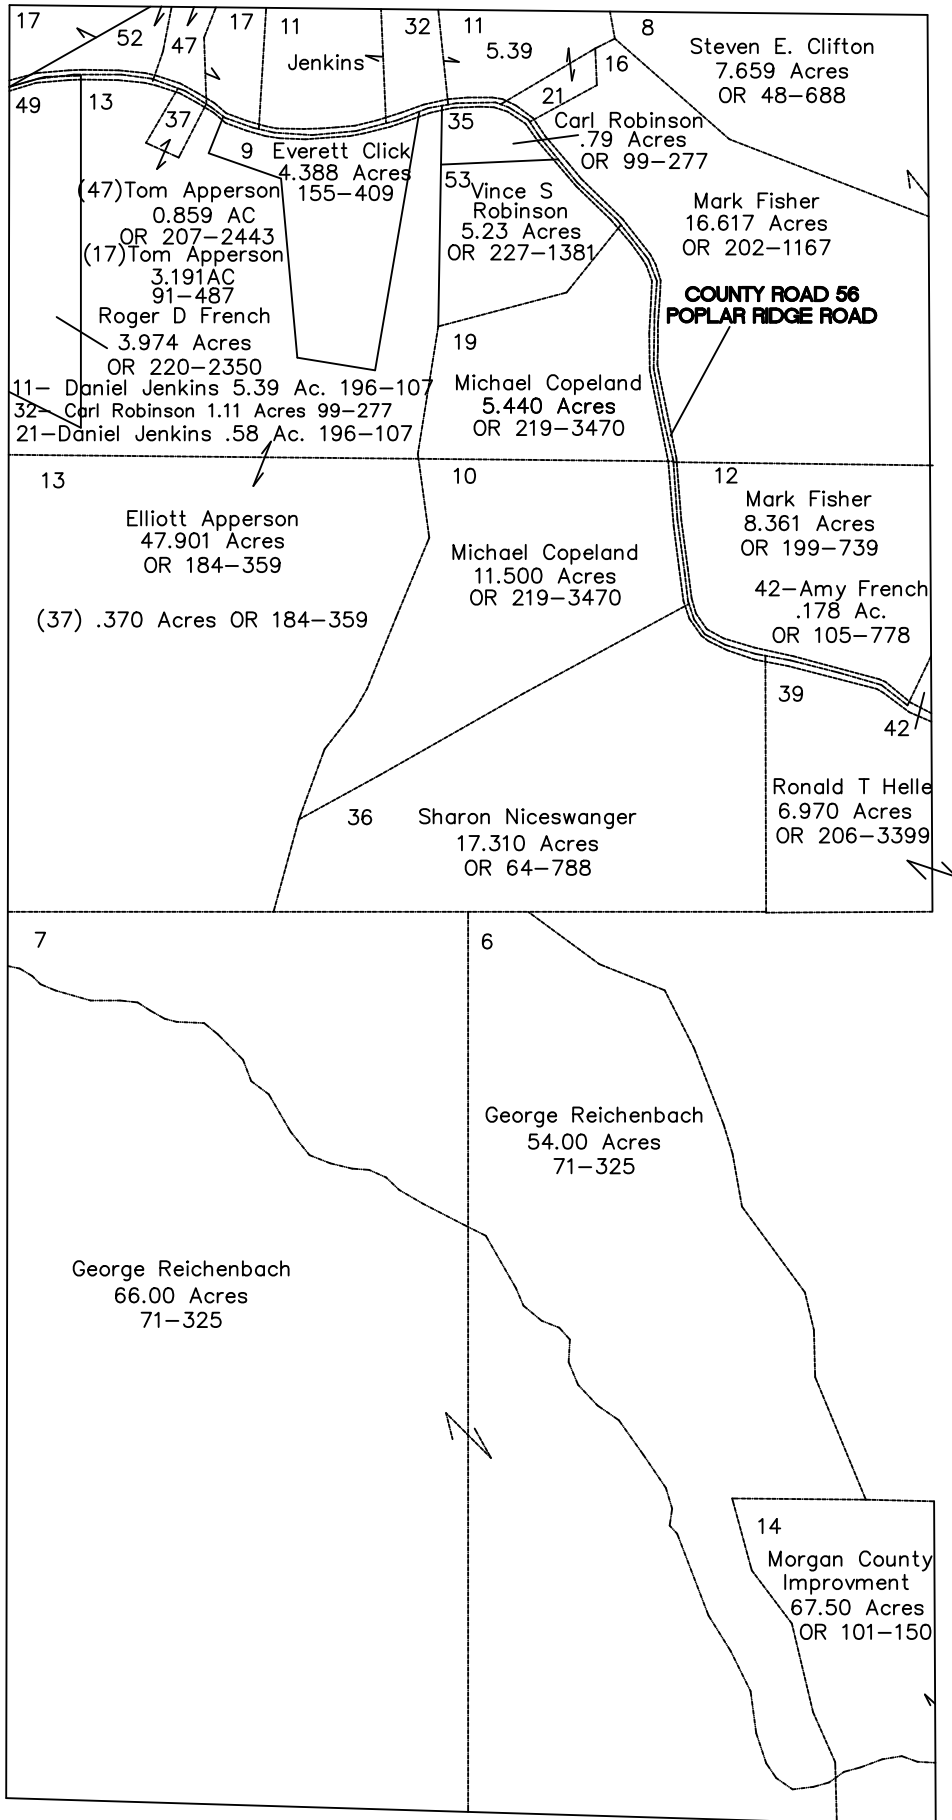 17
52
47
17
11
Jenkins
32
11
5.39
8
16
21
Steven E. Clifton
7.659 Acres
OR 48-688
49
13
37
9
Everett Click
4.388 Acres
155-409
35
Carl Robinson
.79 Acres
OR 99-277
53
Vince S
Robinson
5.23 Acres
OR 227-1381
Mark Fisher
16.617 Acres
OR 202-1167
(47)Tom Apperson
0.859 AC
OR 207-2443
(17)Tom Apperson
3.191AC
91-487
Roger D French
3.974 Acres
OR 220-2350
COUNTY ROAD 56
POPLAR RIDGE ROAD
11- Daniel Jenkins 5.39 Ac. 196-107
32- Carl Robinson 1.11 Acres 99-277
21-Daniel Jenkins .58 Ac. 196-107
19
Michael Copeland
5.440 Acres
OR 219-3470
13
Elliott Apperson
47.901 Acres
OR 184-359
(37) .370 Acres OR 184-359
10
Michael Copeland
11.500 Acres
OR 219-3470
12
Mark Fisher
8.361 Acres
OR 199-739
42-Amy French
.178 Ac.
OR 105-778
39
42
Ronald T Helle
6.970 Acres
OR 206-3399
36
Sharon Niceswanger
17.310 Acres
OR 64-788
7
6
George Reichenbach
54.00 Acres
71-325
George Reichenbach
66.00 Acres
71-325
14
Morgan County
Improvment
67.50 Acres
OR 101-150